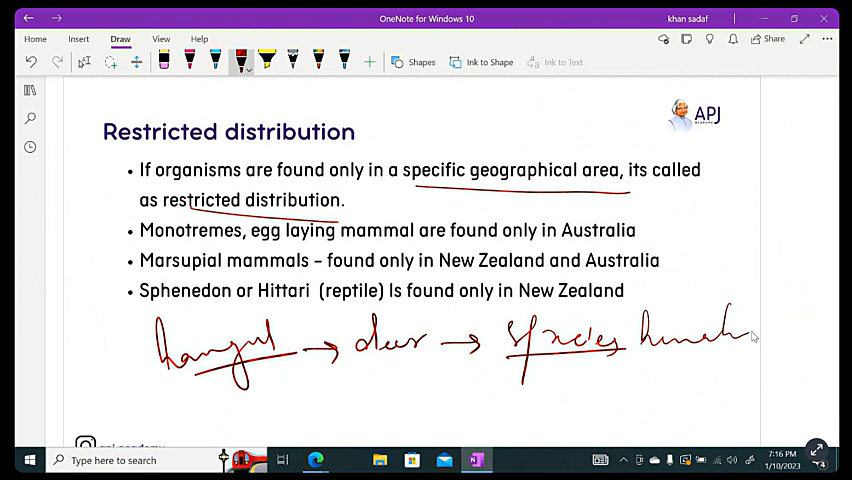 OneNote for Windows 10
khan sadaf
Home Insert Draw View Help
Share
Shapes Ink to Shape Ink to Text
APJ
academy
Restricted distribution
• If organisms are found only in a specific geographical area, its called
as restricted distribution.
• Monotremes, egg laying mammal are found only in Australia
• Marsupial mammals - found only in New Zealand and Australia
• Sphenedon or Hittari (reptile) Is found only in New Zealand
hangul → deer → species
Type here to search
7:16 PM
1/10/2023
4